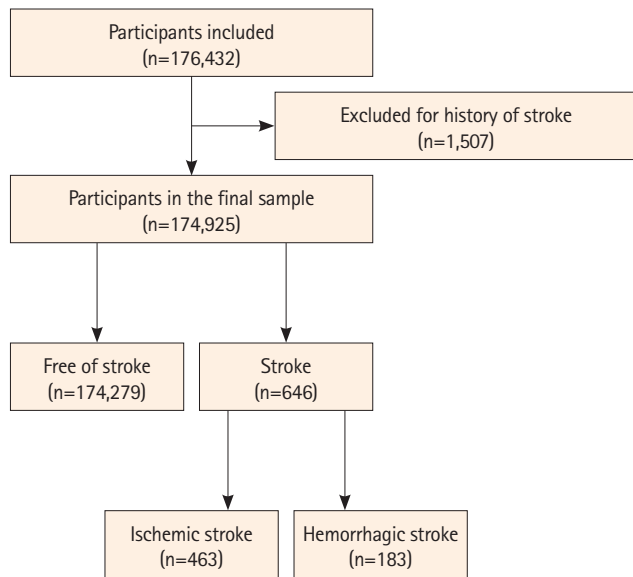 Participants included
(n=176,432)
Excluded for history of stroke
(n=1,507)
Participants in the final sample
(n=174,925)
Free of stroke
(n=174,279)
Stroke
(n=646)
Ischemic stroke
(n=463)
Hemorrhagic stroke
(n=183)